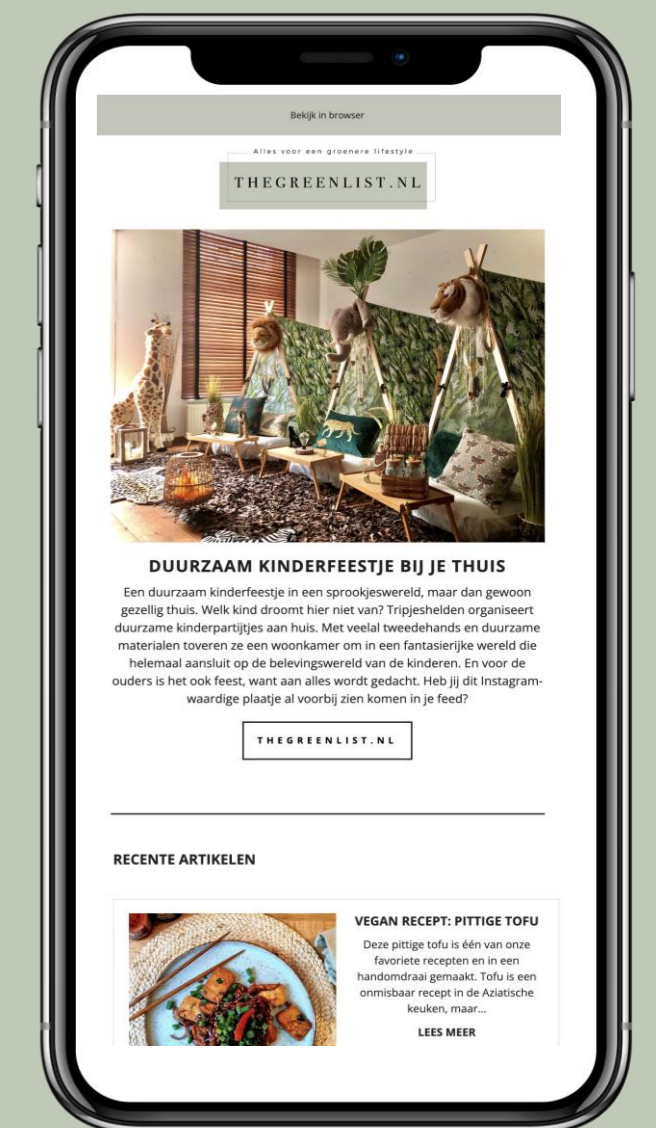 Bekijk in browser
Alles voor een groenere lifestyle
THEGREENLIST.NL
DUURZAAM KINDERFEESTJE BIJ JE THUIS
Een duurzaam kinderfeestje in een sprookjeswereld, maar dan gewoon
gezellig thuis. Welk kind droomt hier niet van? Tripjeshelden organiseert
duurzame kinderpartijtjes aan huis. Met veelal tweedehands en duurzame
materialen toveren ze een woonkamer om in een fantasierijke wereld die
helemaal aansluit op de belevingswereld van de kinderen. En voor de
ouders is het ook feest, want aan alles wordt gedacht. Heb jij dit Instagram-
waardige plaatje al voorbij zien komen in je feed?
THEGREENLIST.NL
RECENTE ARTIKELEN
VEGAN RECEPT: PITTIGE TOFU
Deze pittige tofu is één van onze
favoriete recepten en in een
handomdraai gemaakt. Tofu is een
onmisbaar recept in de Aziatische
keuken, maar...
LEES MEER